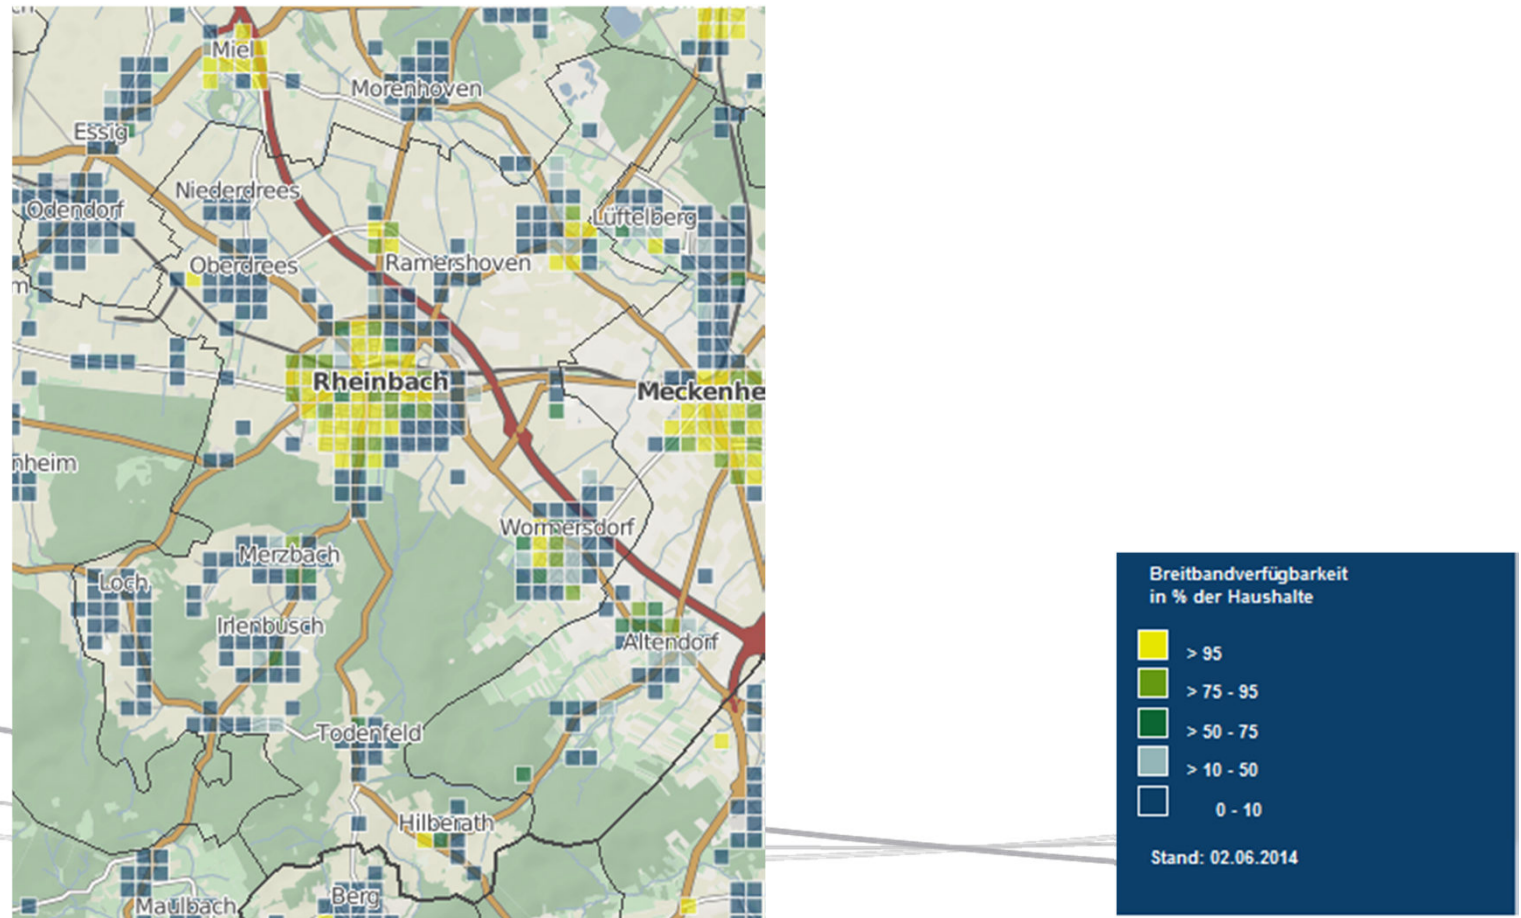 Miel
Morenhoven
Essig
Niederdrees
Odendorf
Lüftelberg
Oberdrees
Ramershoven
Rheinbach
Meckenhe
nheim
Wormersdorf
Merzbach
Loch
Irlenbusch
Altendorf
Todenfeld
Hilberath
Berg
Maulbach
Breitbandverfügbarkeit
in % der Haushalte
> 95
> 75 - 95
> 50 - 75
> 10 - 50
0 - 10
Stand: 02.06.2014